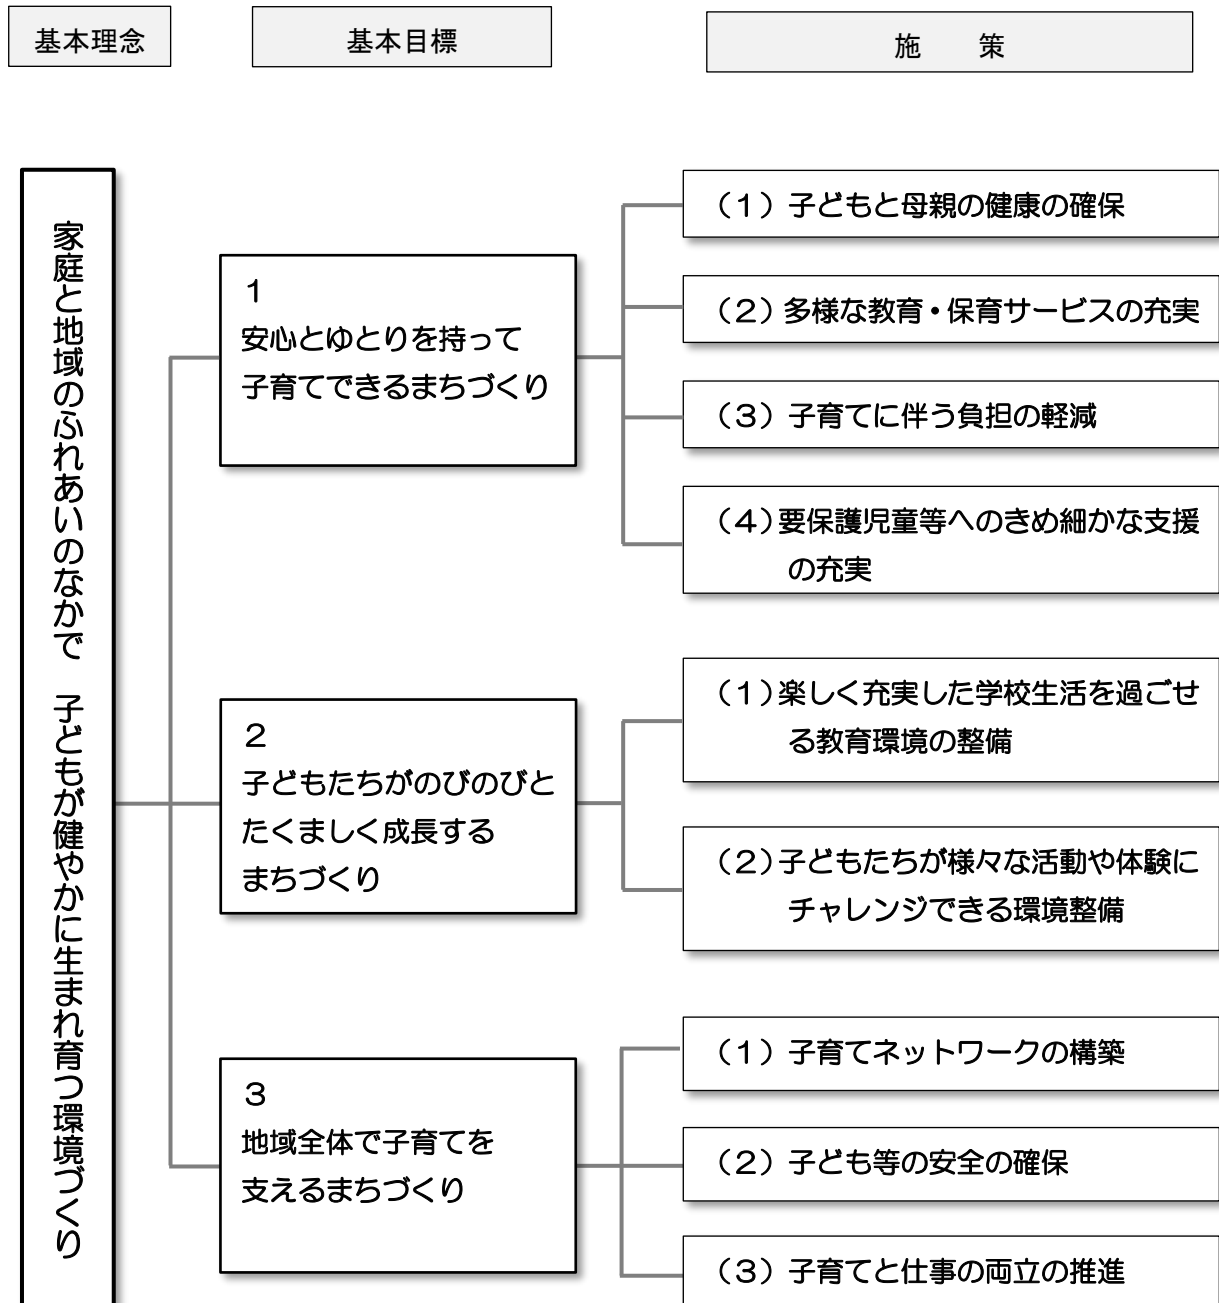 基本理念
基本目標
施　　策
家庭と地域のふれあいのなかで　子どもが健やかに生まれ育つ環境づくり
1
安心とゆとりを持って
子育てできるまちづくり
（1）子どもと母親の健康の確保
（2）多様な教育・保育サービスの充実
（3）子育てに伴う負担の軽減
（4）要保護児童等へのきめ細かな支援
の充実
2
子どもたちがのびのびと
たくましく成長する
まちづくり
（1）楽しく充実した学校生活を過ごせ
る教育環境の整備
（2）子どもたちが様々な活動や体験に
チャレンジできる環境整備
3
地域全体で子育てを
支えるまちづくり
（1）子育てネットワークの構築
（2）子ども等の安全の確保
（3）子育てと仕事の両立の推進